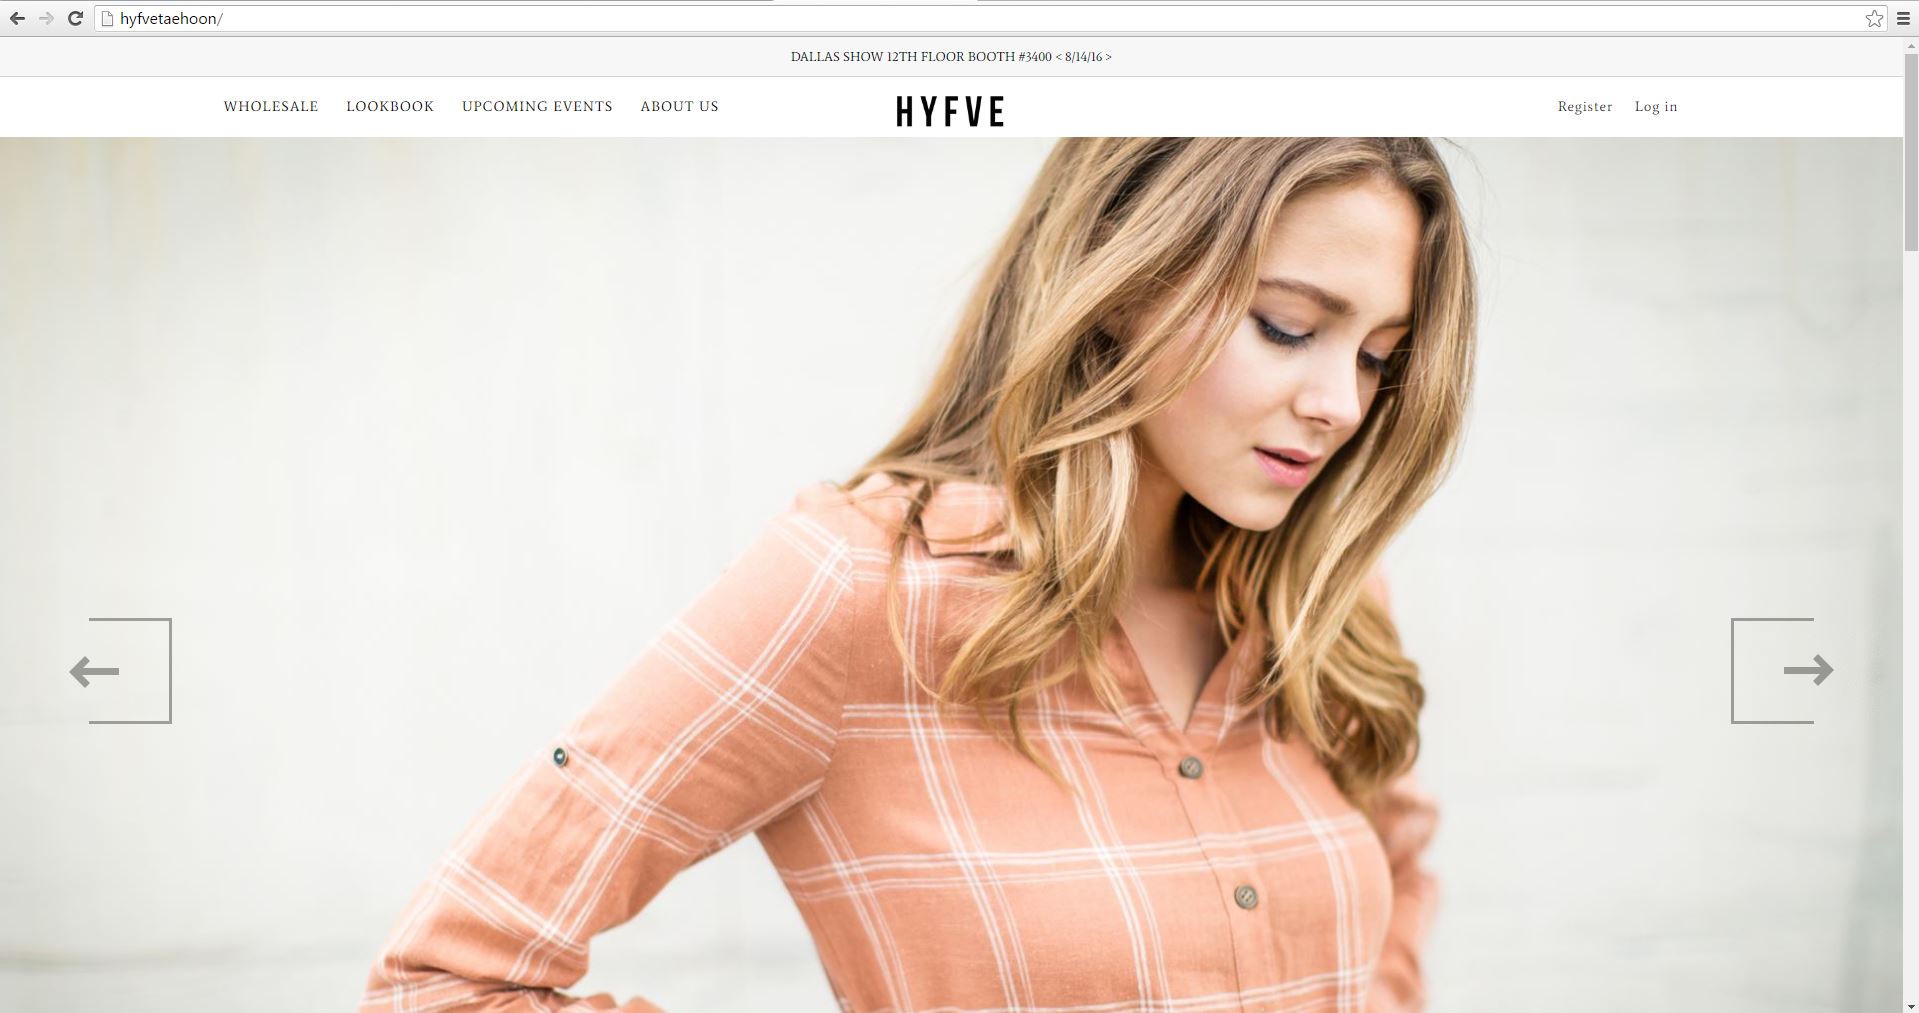 hyfvetaehoon/
DALLAS SHOW 12TH FLOOR BOOTH #3400 < 8/14/16 >
WHOLESALE LOOKBOOK UPCOMING EVENTS ABOUT US HYFVE Register Log in